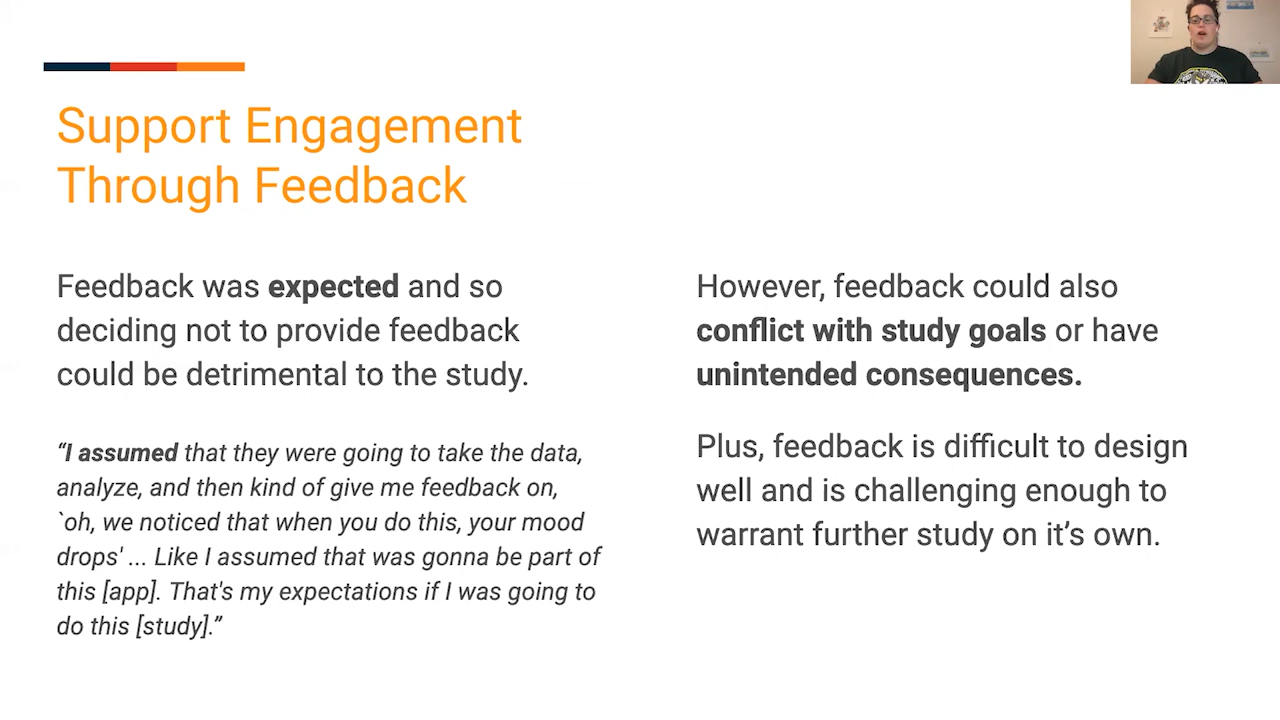 Support Engagement
Through Feedback
Feedback was expected and so
deciding not to provide feedback
could be detrimental to the study.
“I assumed that they were going to take the data,
analyze, and then kind of give me feedback on,
`oh, we noticed that when you do this, your mood
drops' ... Like I assumed that was gonna be part of
this [app]. That's my expectations if I was going to
do this [study].”
However, feedback could also
conflict with study goals or have
unintended consequences.
Plus, feedback is difficult to design
well and is challenging enough to
warrant further study on it’s own.